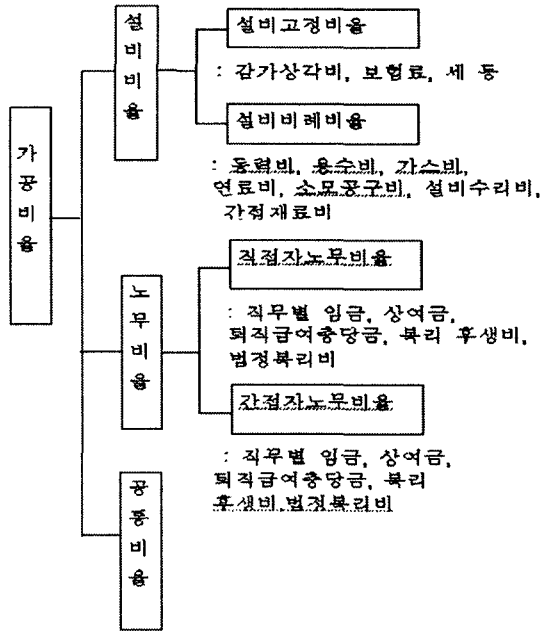 가공비율
설비비율
설비고정비율
: 감가상각비, 보험료, 세 등
설비비례비율
: 동력비, 용수비, 가스비,
연료비, 소모공구비, 설비수리비,
간접재료비
노무비율
직접자노무비율
: 직무별 임금, 상여금,
퇴직급여충당금, 복리 후생비,
법정복리비
간접자노무비율
: 직무별 임금, 상여금,
퇴직급여충당금, 복리
후생비,법정복리비
공통비율